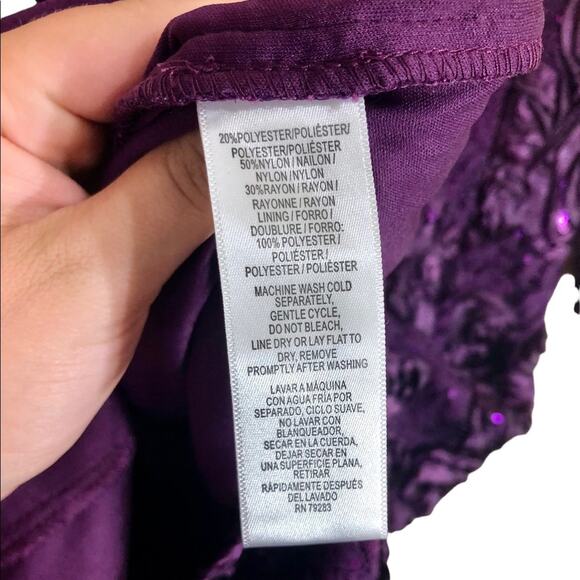 20%POLYESTER/POLIÉSTER/
POLYESTER/POLIÉSTER
50%NYLON / NAILON /
NYLON /NYLON
30%RAYON / RAYON /
RAYONNE / RAYON
LINING / FORRO /
DOUBLURE / FORRO:
100% POLYESTER /
POLIÉSTER /
POLYESTER / POLIÉSTER
MACHINE WASH COLD
SEPARATELY,
GENTLE CYCLE,
DO NOT BLEACH,
LINE DRY OR LAY FLAT TO
DRY, REMOVE
PROMPTLY AFTER WASHING
LAVAR A MÁQUINA
CON AGUA FRÍA POR
SEPARADO, CICLO SUAVE,
NO LAVAR CON
BLANQUEADOR,
SECAR EN LA CUERDA,
DEJAR SECAR EN
UNA SUPERFICIE PLANA,
RETIRAR
RÁPIDAMENTE DESPUÉS
DEL LAVADO
RN 79283